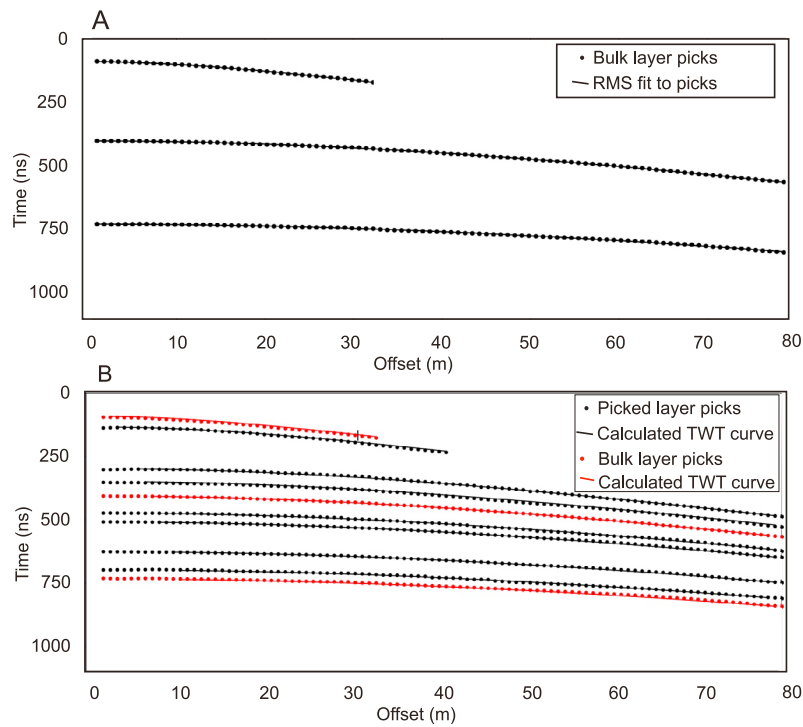 A
0
250
500
750
1000
Time (ns)
Bulk layer picks
RMS fit to picks
0 10 20 30 40 50 60 70 80
Offset (m)
B
0
250
500
750
1000
Time (ns)
Picked layer picks
Calculated TWT curve
Bulk layer picks
Calculated TWT curve
0 10 20 30 40 50 60 70 80
Offset (m)